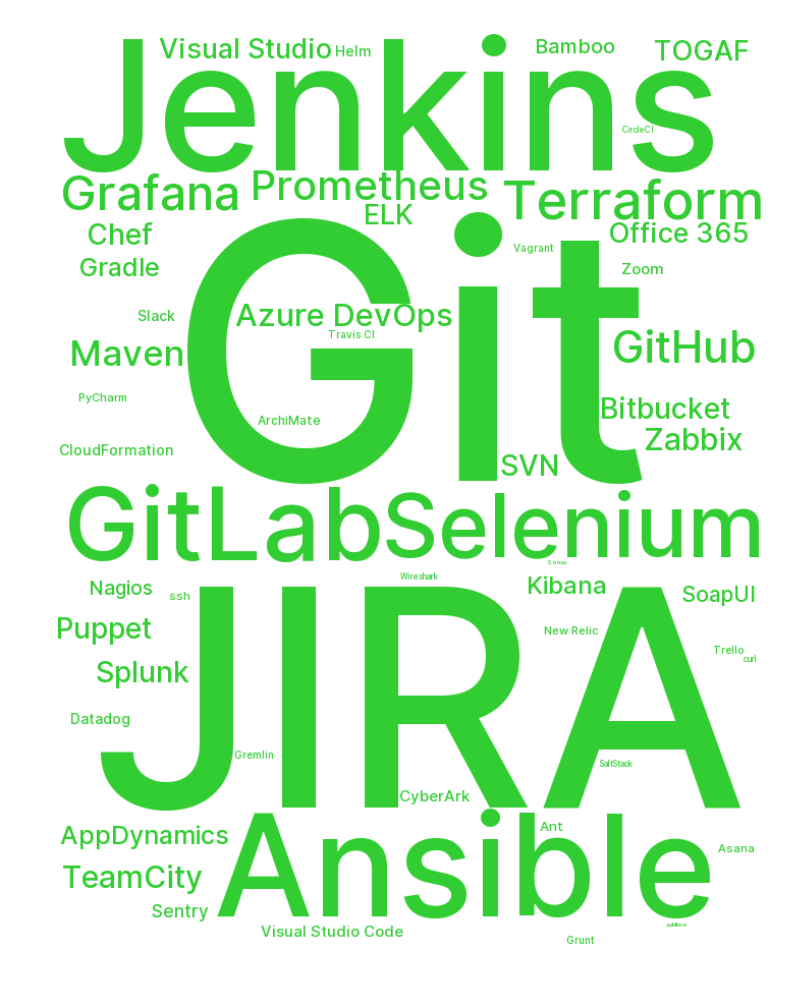 Visual Studio
Helm
Bamboo
TOGAF
Jenkins
CircleCI
Grafana
Prometheus
Terraform
ELK
Chef
Office 365
Vagrant
Gradle
Zoom
Git
Slack
Azure DevOps
Travis CI
Maven
GitHub
PyCharm
Bitbucket
ArchiMate
Zabbix
CloudFormation
SVN
GitLab
Selenium
Sensu
Wireshark
Nagios
ssh
Kibana
SoapUI
Puppet
New Relic
Trello
curl
Splunk
JIRA
Datadog
Gremlin
SaltStack
CyberArk
AppDynamics
Ansible
Ant
Asana
TeamCity
Sentry
Visual Studio Code
Grunt